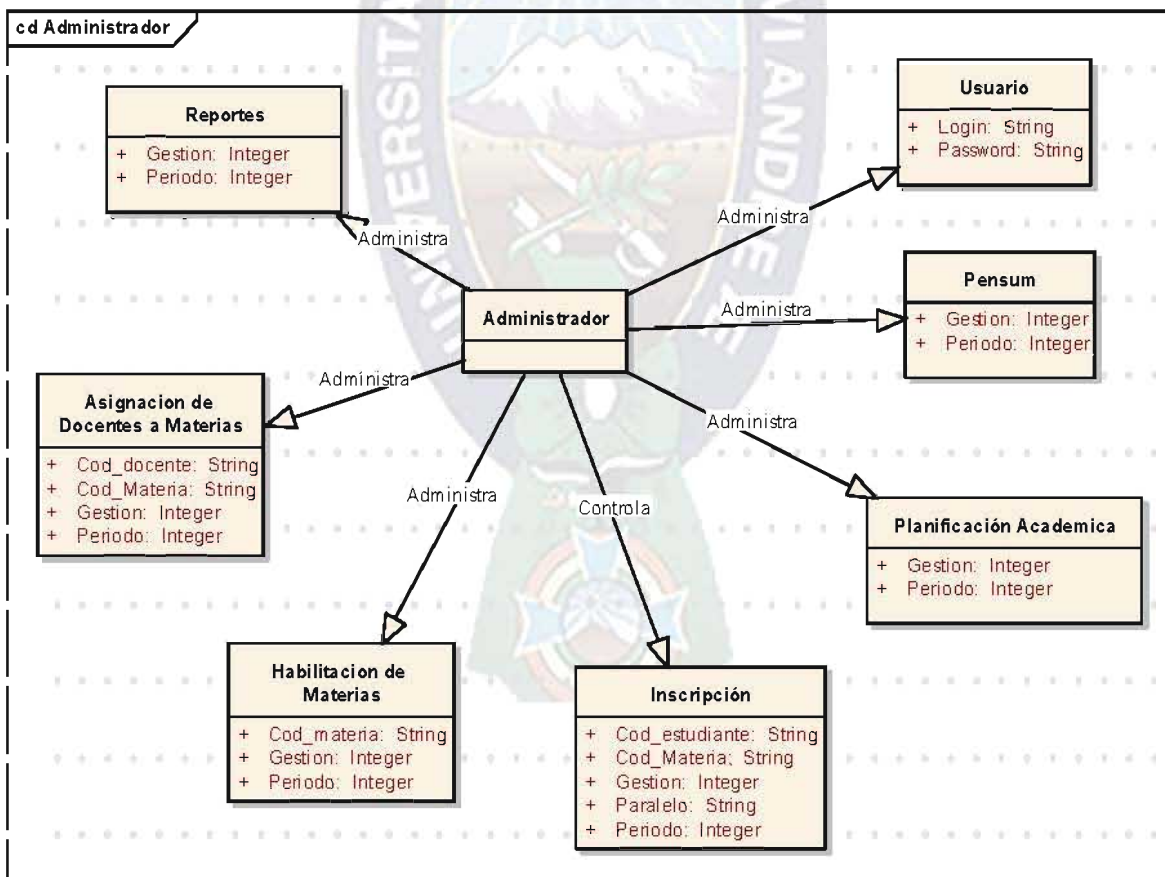 cd Administrador
Reportes
+ Gestion: Integer
+ Periodo: Integer
Usuario
+ Login: String
+ Password: String
Administra
Administra
Pensum
+ Gestion: Integer
+ Periodo: Integer
Administra
Administrador
Administra
Asignacion de
Docentes a Materias
+ Cod_docente: String
+ Cod_Materia: String
+ Gestion: Integer
+ Periodo: Integer
Administra
Administra
Controla
Planificación Academica
+ Gestion: Integer
+ Periodo: Integer
Habilitacion de
Materias
+ Cod_materia: String
+ Gestion: Integer
+ Periodo: Integer
Inscripción
+ Cod_estudiante: String
+ Cod_Materia: String
+ Gestion: Integer
+ Paralelo: String
+ Periodo: Integer